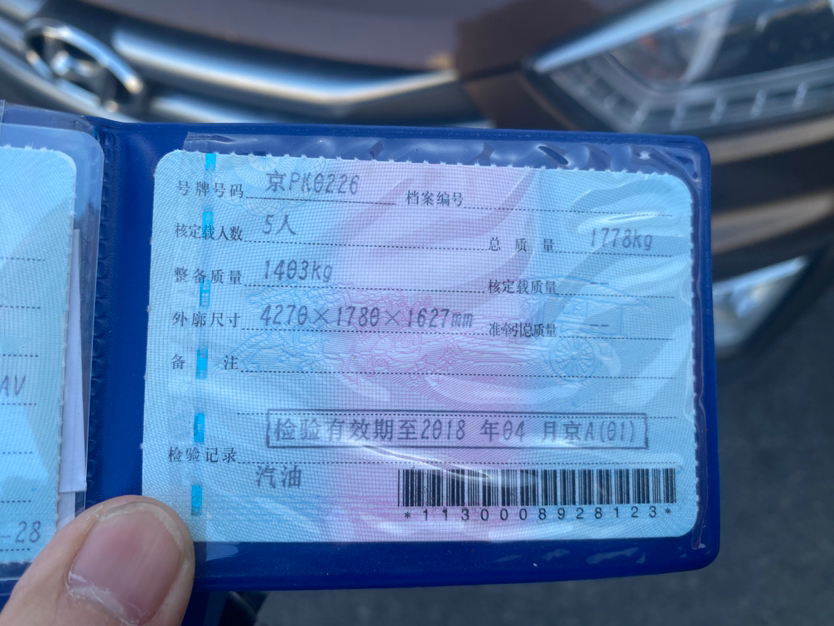 号牌号码 京PK0226 档案编号
核定载人数 5人 总质量 1778kg
整备质量 1403kg 核定载质量 --
外廓尺寸 4270×1780×1627mm 准牵引总质量 --
备注
检验有效期至2018 年04 月京A(01)
检验记录
汽油
*1130008928123*
AV
-28